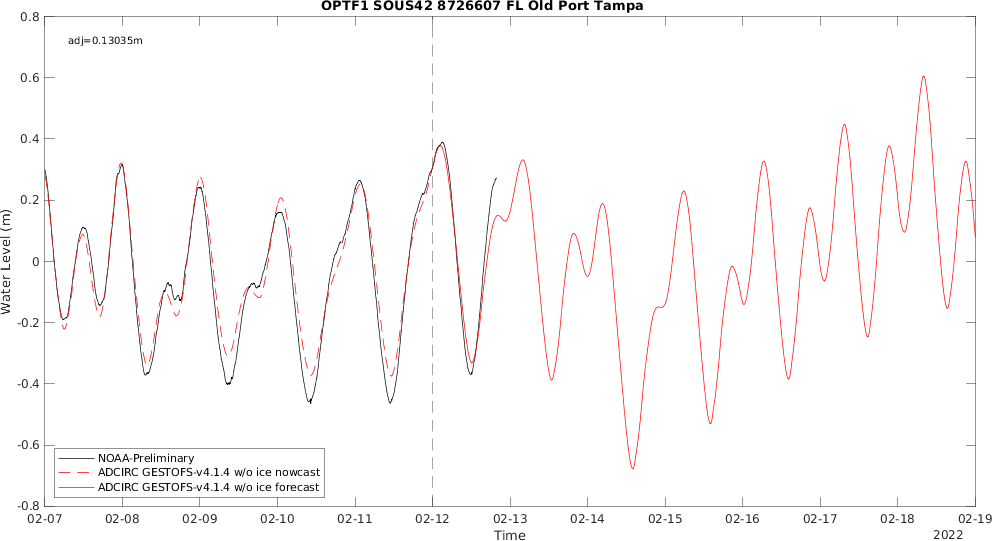 OPTF1 SOUS42 8726607 FL Old Port Tampa
adj=0.13035m
0.8
0.6
0.4
0.2
0
-0.2
-0.4
-0.6
-0.8
Water Level (m)
NOAA-Preliminary
ADCIRC GESTOFS-v4.1.4 w/o ice nowcast
ADCIRC GESTOFS-v4.1.4 w/o ice forecast
02-07 02-08 02-09 02-10 02-11 02-12 02-13 02-14 02-15 02-16 02-17 02-18 02-19
Time
2022